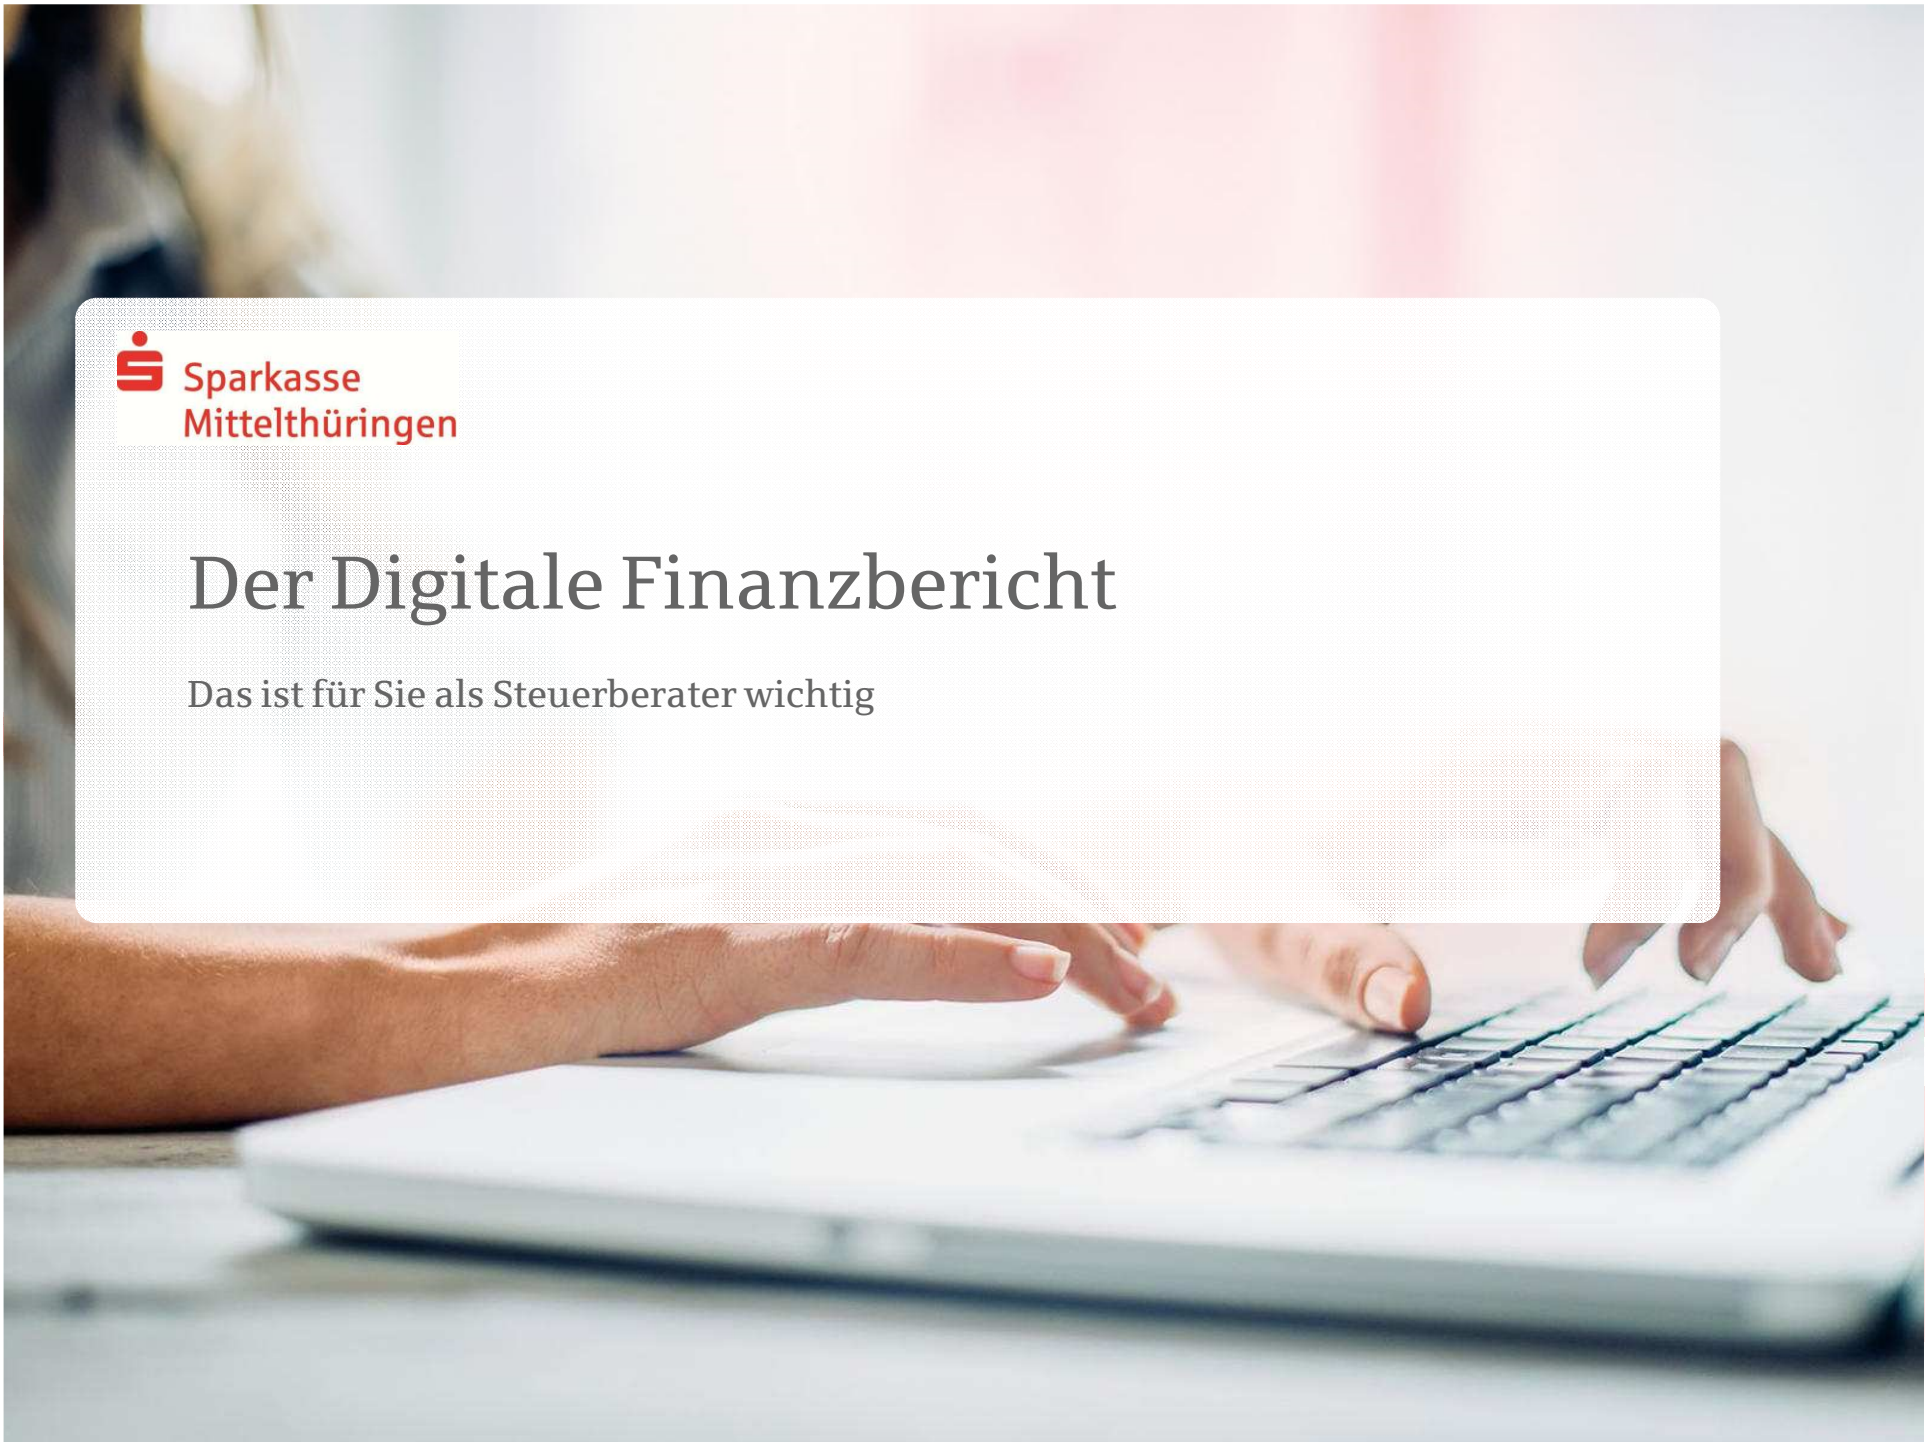 Sparkasse
Mittelthüringen
Der Digitale Finanzbericht
Das ist für Sie als Steuerberater wichtig